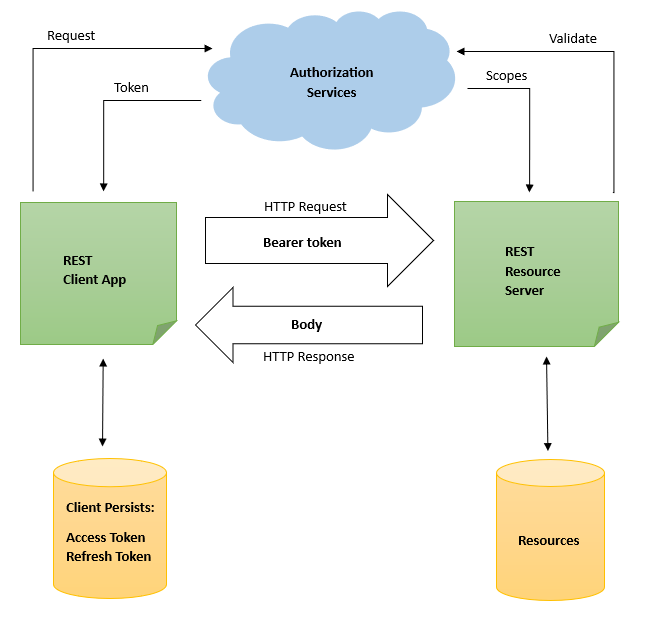 Request
Validate
Authorization
Services
Token
Scopes
HTTP Request
Bearer token
REST
Client App
REST
Resource
Server
Body
HTTP Response
Client Persists:
Access Token
Refresh Token
Resources